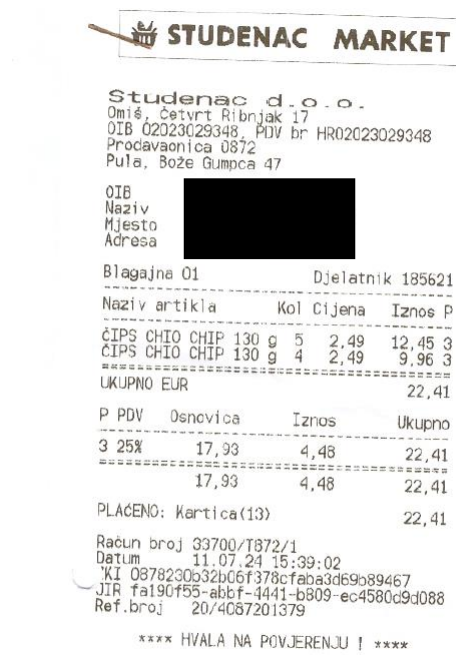 STUDENAC MARKET
Studenac d.o.o.
Omiš, Četvrt Ribnjak 17
OIB 02023029348, PDV br HR02023029348
Prodavaonica 0872
Pula, Bože Gumpca 47
OIB
Naziv
Mjesto
Adresa
Blagajna 01 Djelatnik 185621
Naziv artikla Kol Cijena Iznos P
ČIPS CHIO CHIP 130 g 5 2,49 12,45 3
ČIPS CHIO CHIP 130 g 4 2,49 9,96 3
UKUPNO EUR 22,41
P PDV Osnovica Iznos Ukupno
3 25% 17,93 4,48 22,41
17,93 4,48 22,41
PLAĆENO: Kartica(13) 22,41
Račun broj 33700/T872/1
Datum 11.07.24 15:39:02
KI 0878230b32b06f378cfaba3d69b89467
JIR fa190f55-abbf-4441-b809-ec4580d9d088
Ref.broj 20/4087201379
**** HVALA NA POVJERENJU ! ****